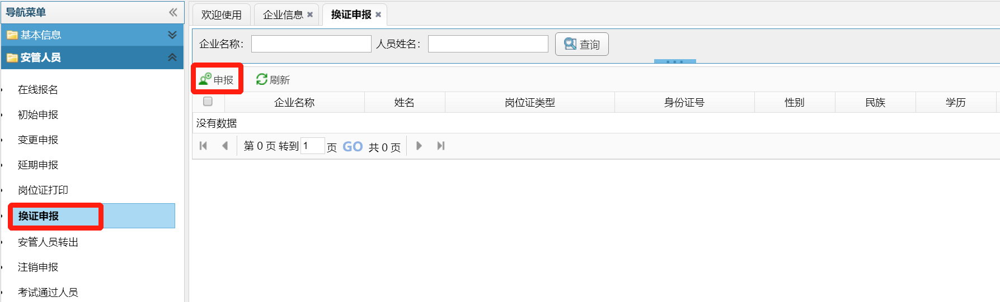 导航菜单
基本信息
安管人员
在线报名
初始申报
变更申报
延期申报
岗位证打印
换证申报
安管人员转出
注销申报
考试通过人员
欢迎使用 企业信息 换证申报
企业名称： 人员姓名： 查询
申报 刷新
企业名称 姓名 岗位证类型 身份证号 性别 民族 学历
没有数据
第 0 页 转到 1 页 GO 共 0 页